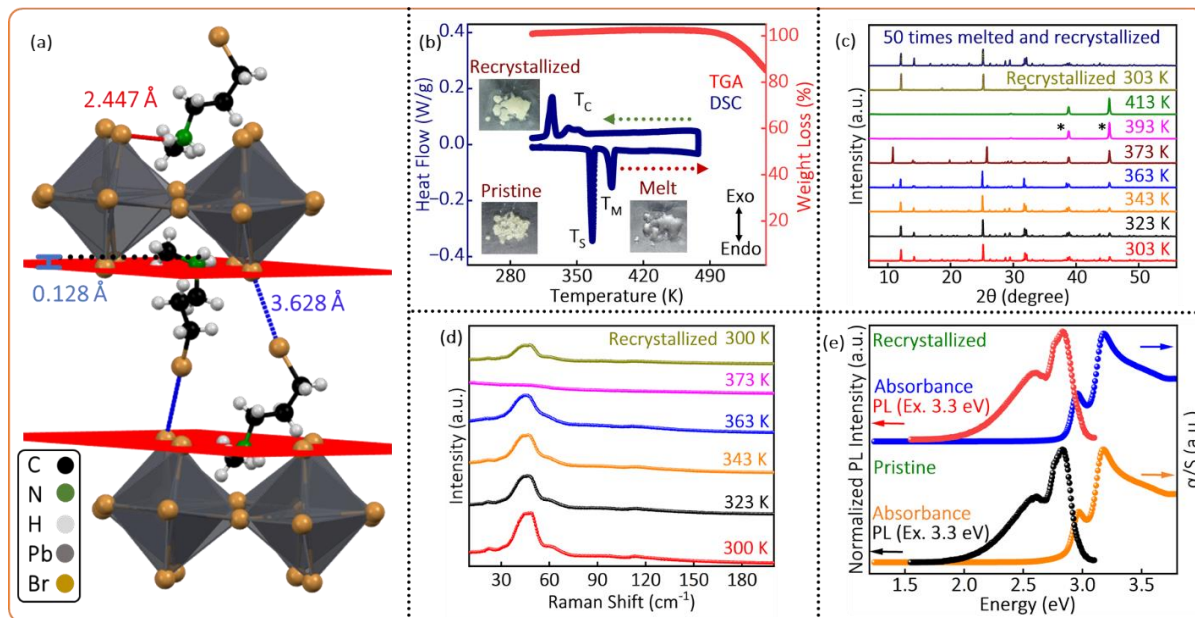 (a)
2.447 Å
0.128 Å
3.628 Å
C
N
H
Pb
Br
(b)
Heat Flow (W/g)
0.4
0.2
0.0
−0.2
−0.4
Recrystallized
T_C
TGA
DSC
Pristine
T_S
T_M
Melt
Exo
Endo
280
350
420
490
Temperature (K)
100
80
60
40
20
Weight Loss (%)
(c)
50 times melted and recrystallized
Recrystallized 303 K
413 K
393 K
* *
373 K
363 K
343 K
323 K
303 K
Intensity (a.u.)
10 20 30 40 50
2θ (degree)
(d)
Recrystallized 300 K
373 K
363 K
343 K
323 K
300 K
Intensity (a.u.)
30 60 90 120 150 180
Raman Shift (cm⁻¹)
(e)
Recrystallized
Absorbance
PL (Ex. 3.3 eV)
Pristine
Absorbance
PL (Ex. 3.3 eV)
Normalized PL Intensity (a.u.)
α/S (a.u.)
1.5 2.0 2.5 3.0 3.5
Energy (eV)